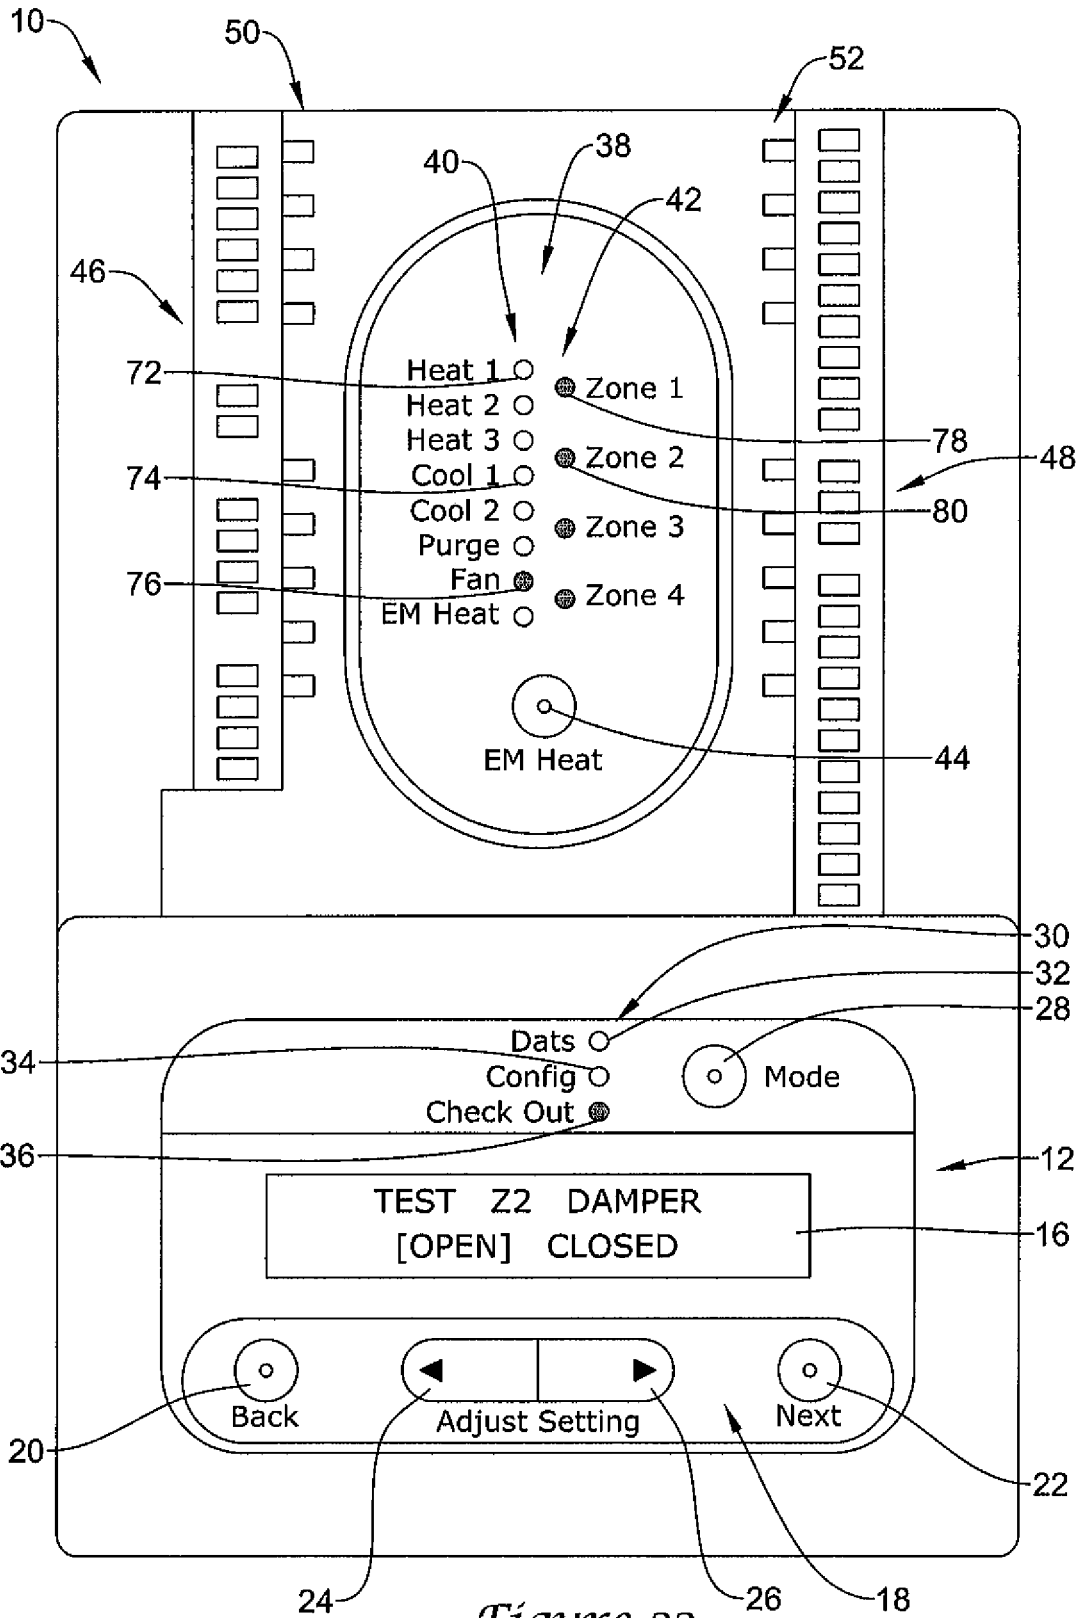 10
50
52
38
40
42
46
72
Heat 1
Zone 1
Heat 2
78
Heat 3
Zone 2
48
74
Cool 1
80
Cool 2
Zone 3
Purge
76
Fan
Zone 4
EM Heat
44
EM Heat
30
32
28
Dats
34
Config
Mode
Check Out
36
12
TEST Z2 DAMPER
[OPEN] CLOSED
16
Back
Adjust Setting
Next
20
22
24
26
18
Figure